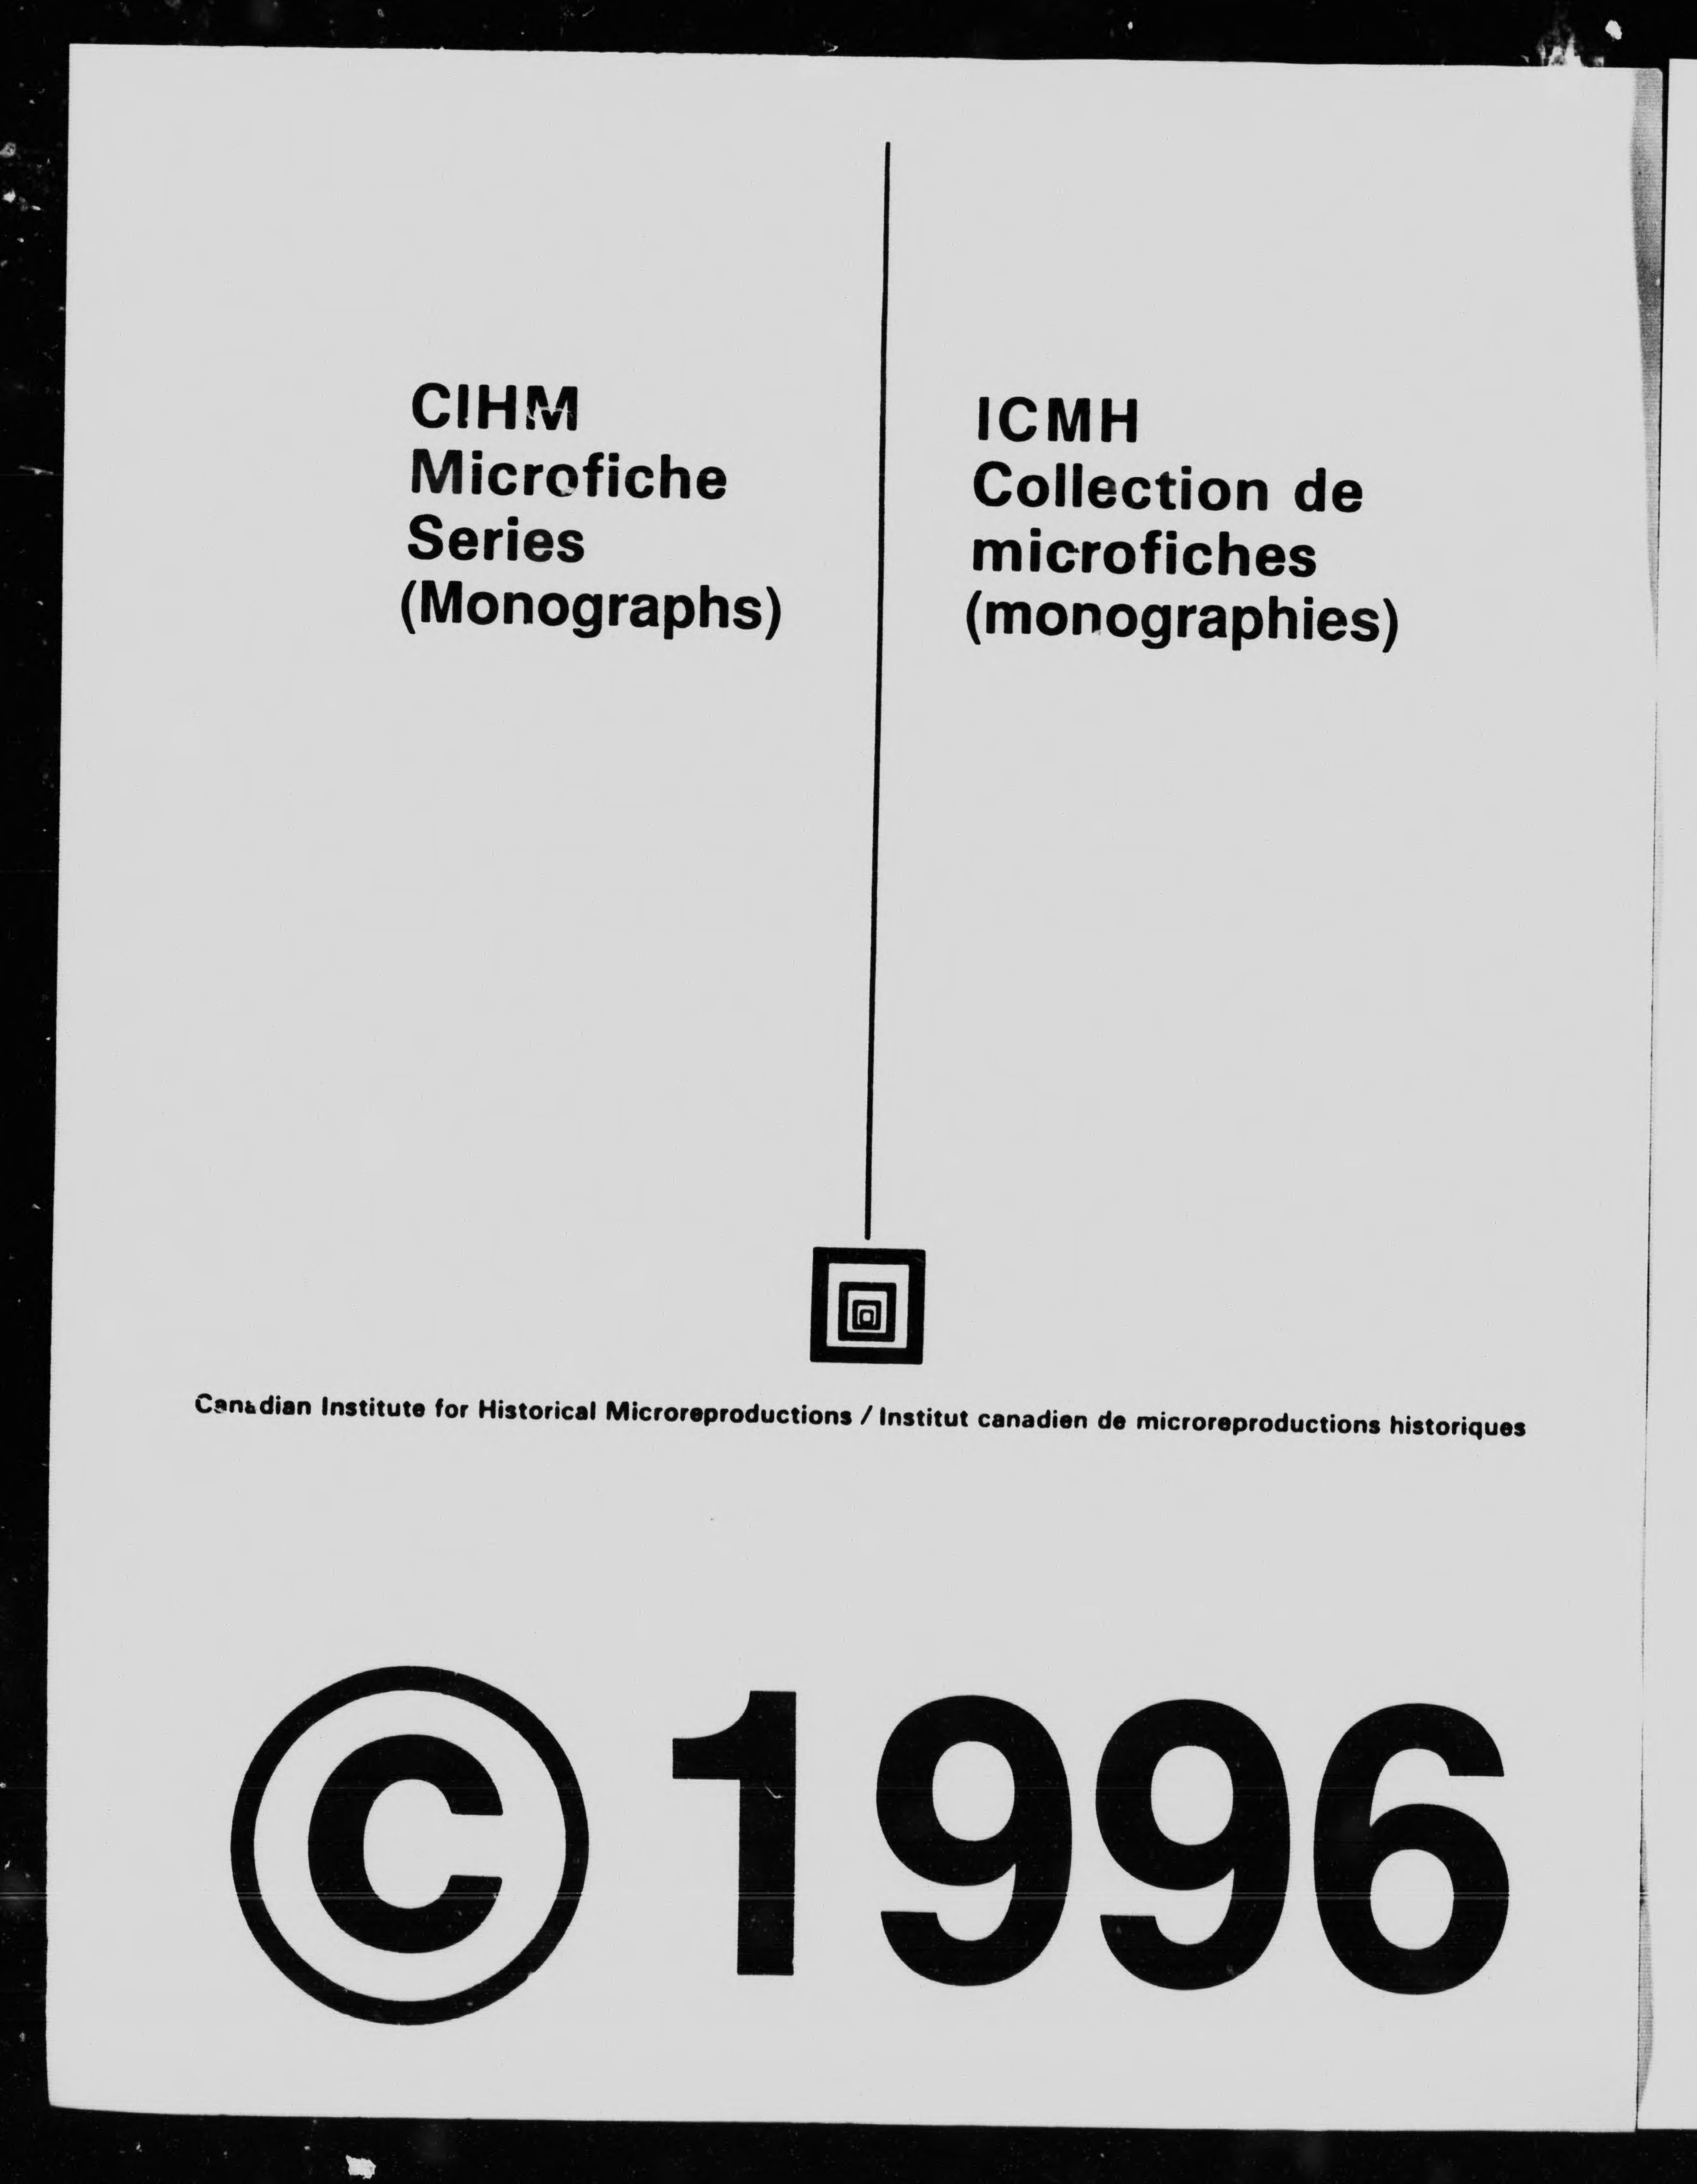 CIHM
Microfiche
Series
(Monographs)
ICMH
Collection de
microfiches
(monographies)
Canadian Institute for Historical Microreproductions / Institut canadien de microreproductions historiques
© 1996